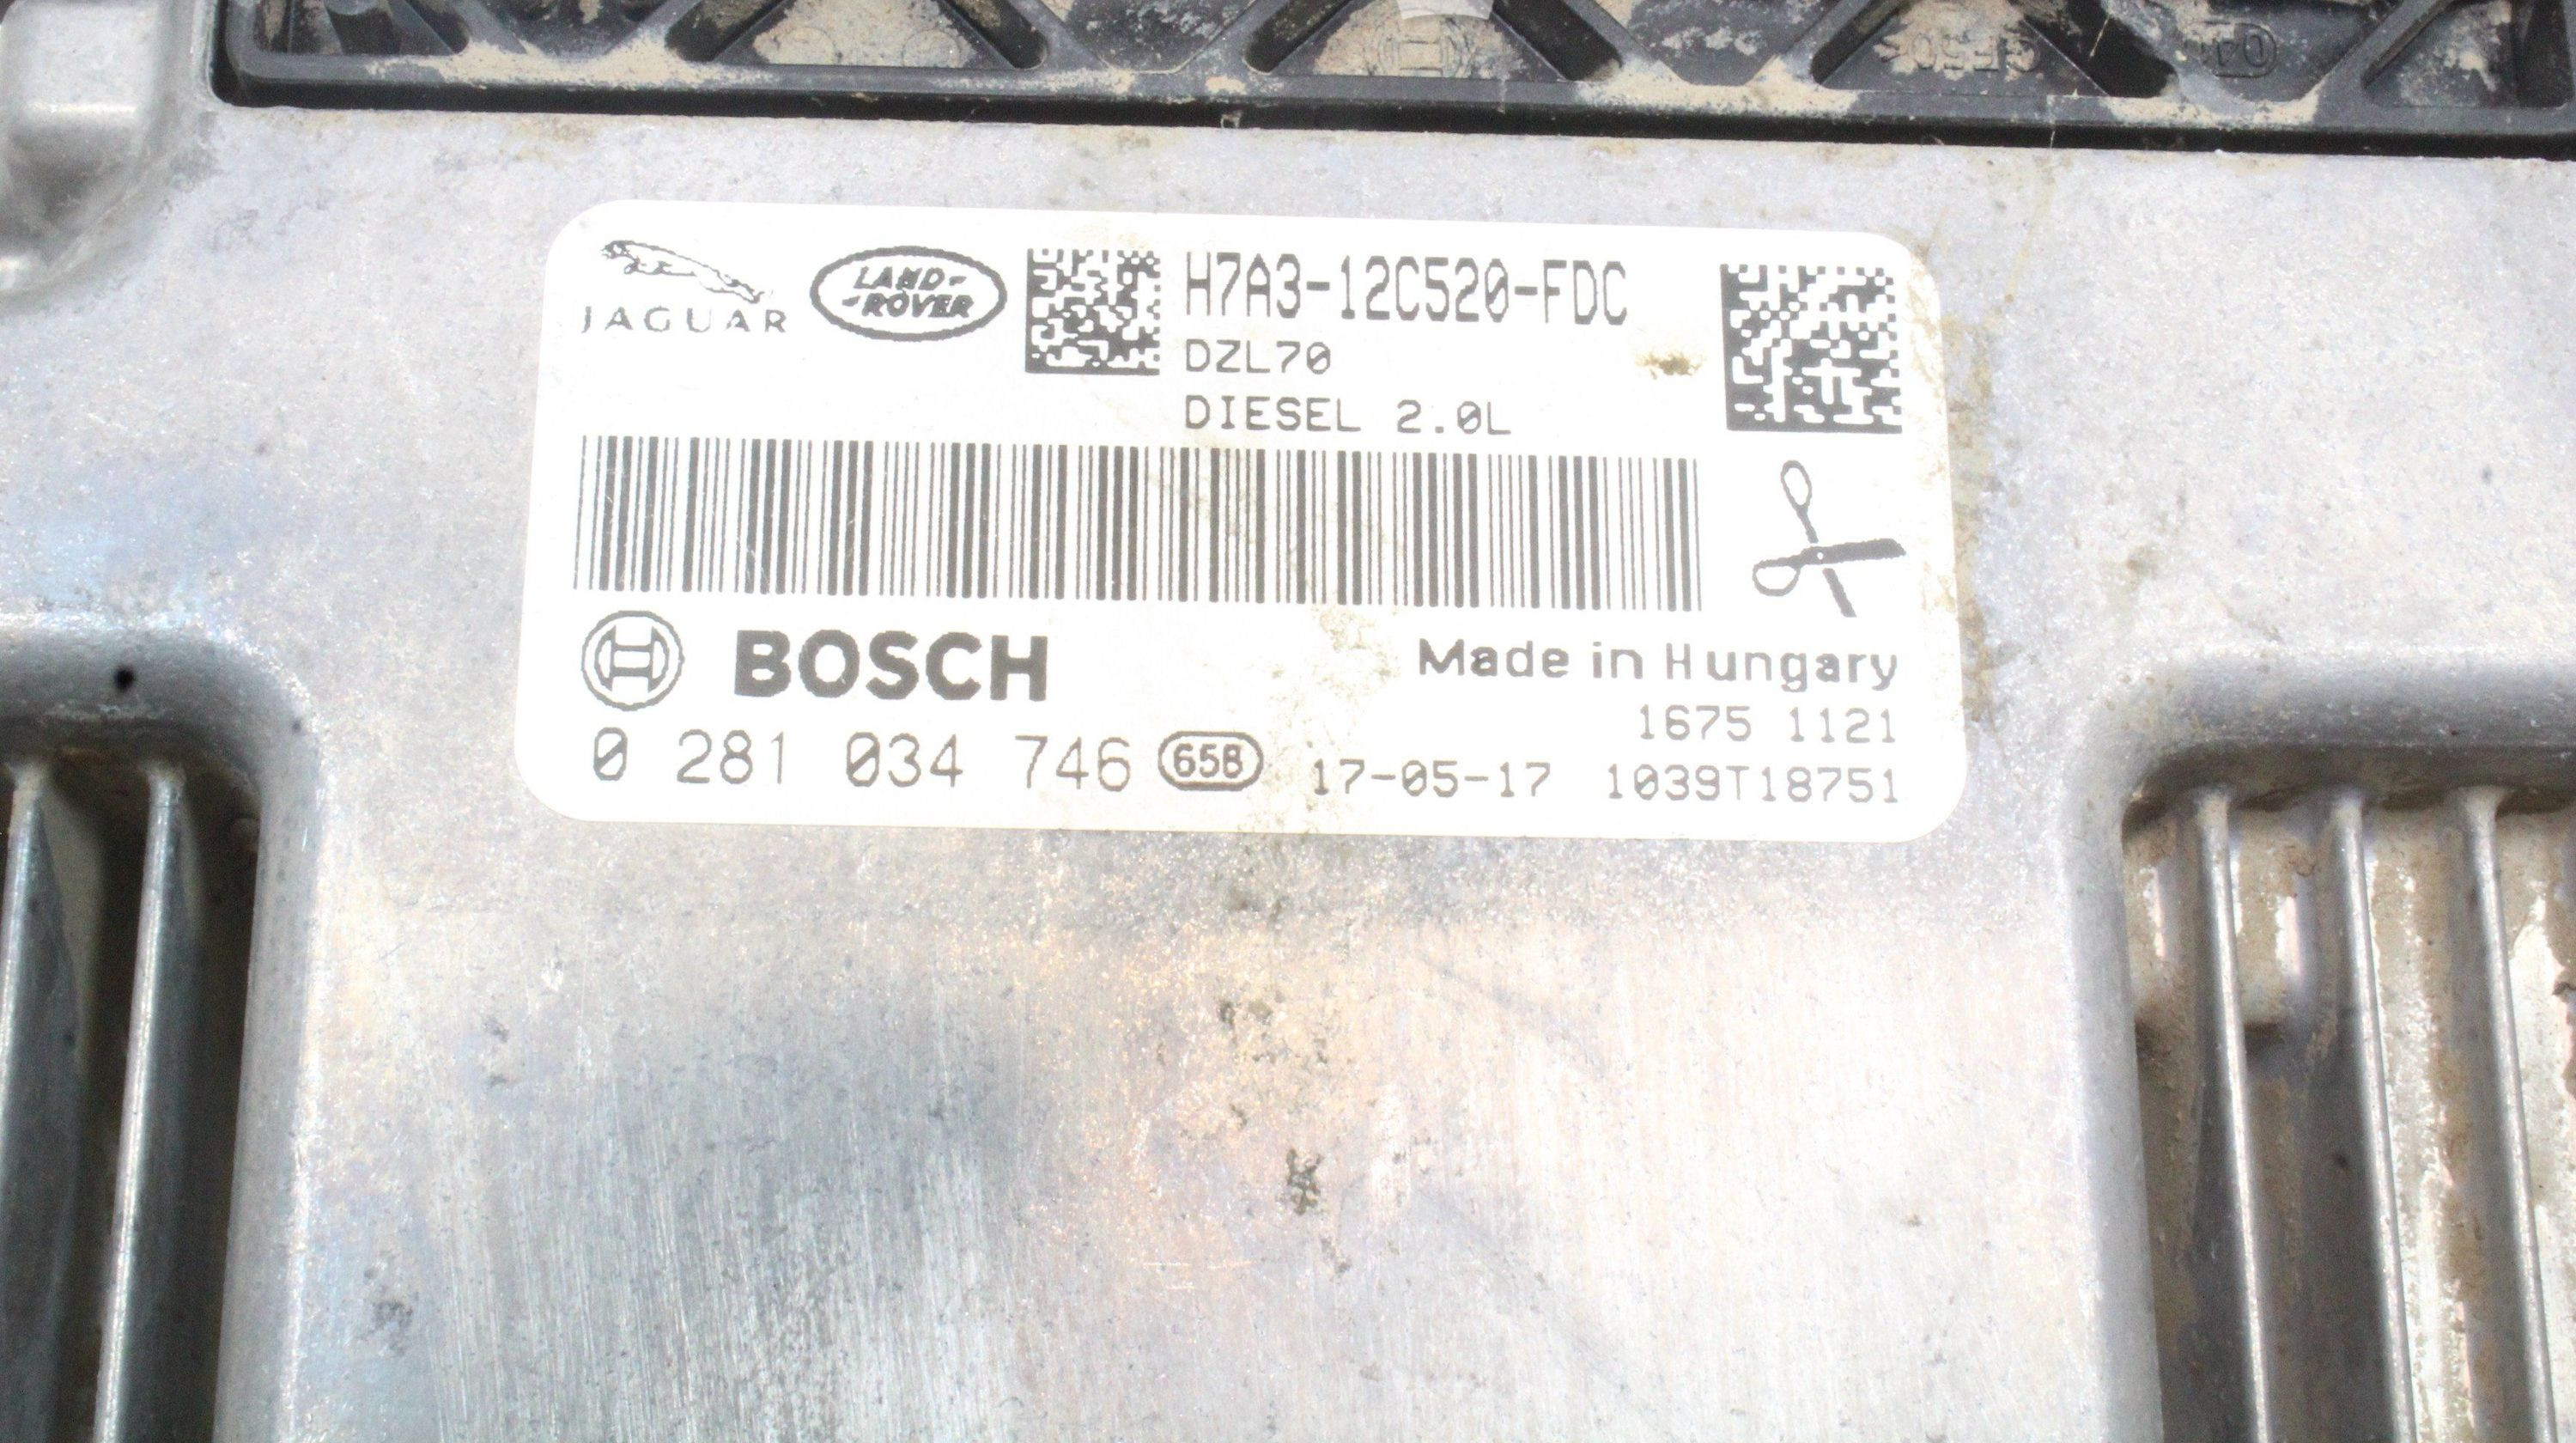 JAGUAR
LAND-
-ROVER
H7A3-12C520-FDC
DZL70
DIESEL 2.0L
BOSCH
Made in Hungary
1675 1121
0 281 034 746 65B 17-05-17 1039T18751